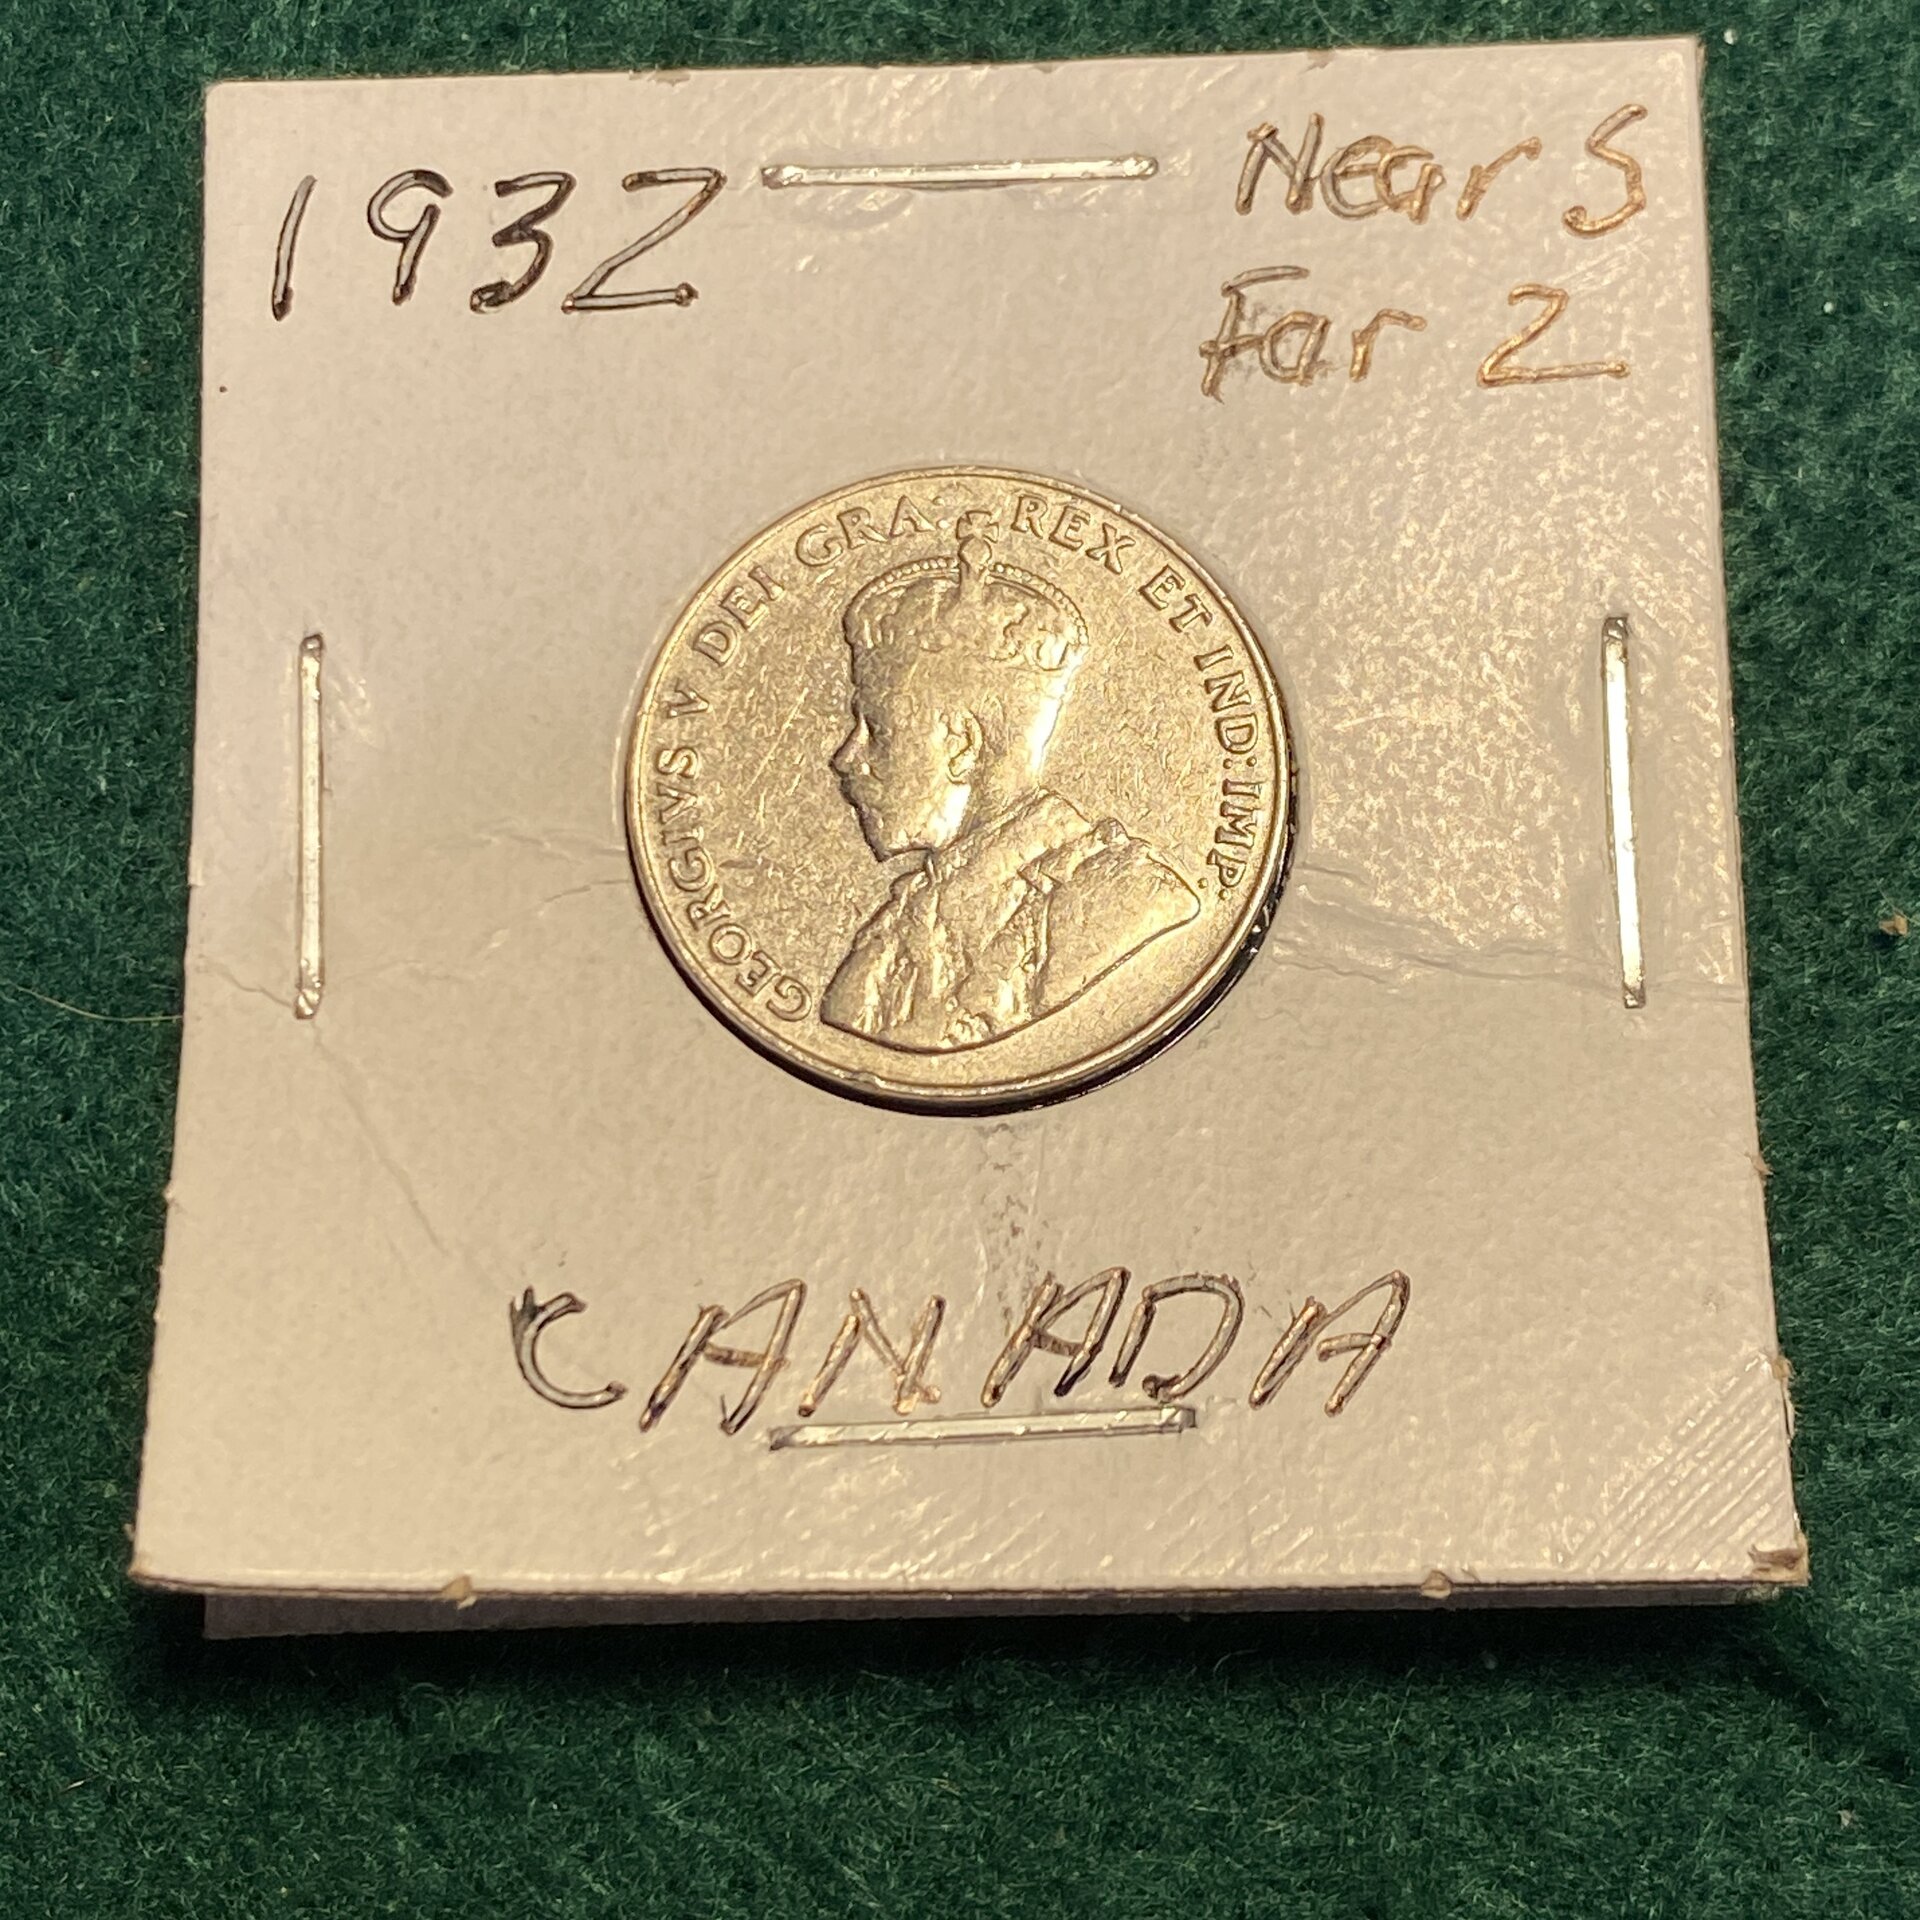 1932
Near S
Far 2
GEORGIVS V DEI GRA: REX ET IND: IMP.
CANADA